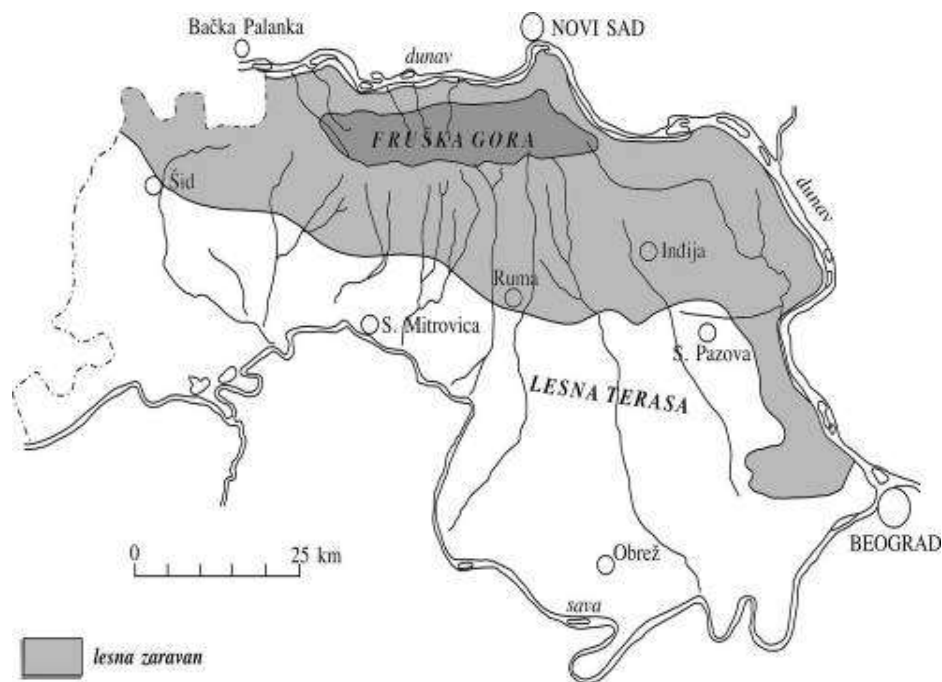 Bačka Palanka
NOVI SAD
dunav
FRUŠKA GORA
Šid
dunav
Inđija
Ruma
S. Mitrovica
S. Pazova
LESNA TERASA
0 25 km
BEOGRAD
Obrež
sava
lesna zaravan